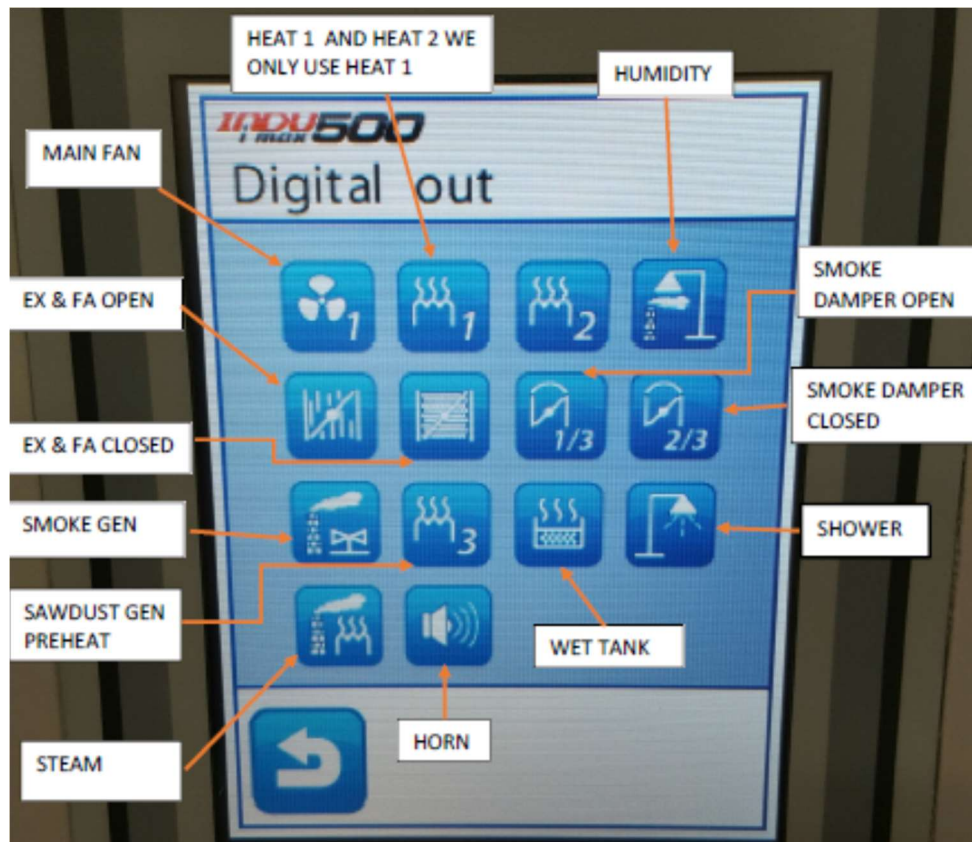 HEAT 1 AND HEAT 2 WE
ONLY USE HEAT 1
HUMIDITY
INDU500
i max
MAIN FAN
Digital out
SMOKE
DAMPER OPEN
EX & FA OPEN
1
1
2
SMOKE DAMPER
CLOSED
EX & FA CLOSED
1/3
2/3
SMOKE GEN
3
SHOWER
SAWDUST GEN
PREHEAT
WET TANK
HORN
STEAM